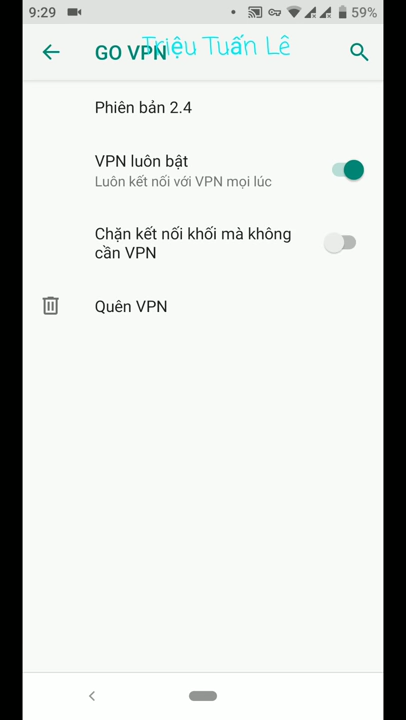 9:29
59%
GO VPN
Triệu Tuấn Lê
Phiên bản 2.4
VPN luôn bật
Luôn kết nối với VPN mọi lúc
Chặn kết nối khối mà không
cần VPN
Quên VPN